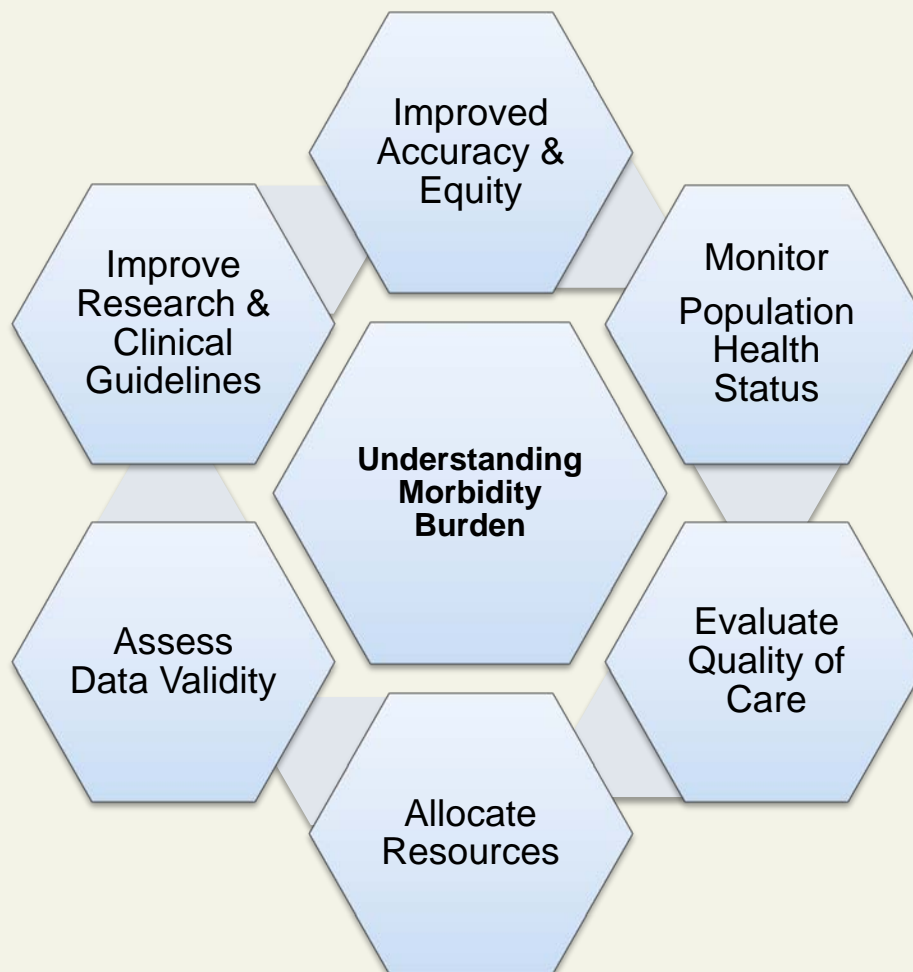 Improved
Accuracy &
Equity
Monitor
Population
Health
Status
Evaluate
Quality of
Care
Allocate
Resources
Assess
Data Validity
Improve
Research &
Clinical
Guidelines
Understanding
Morbidity
Burden